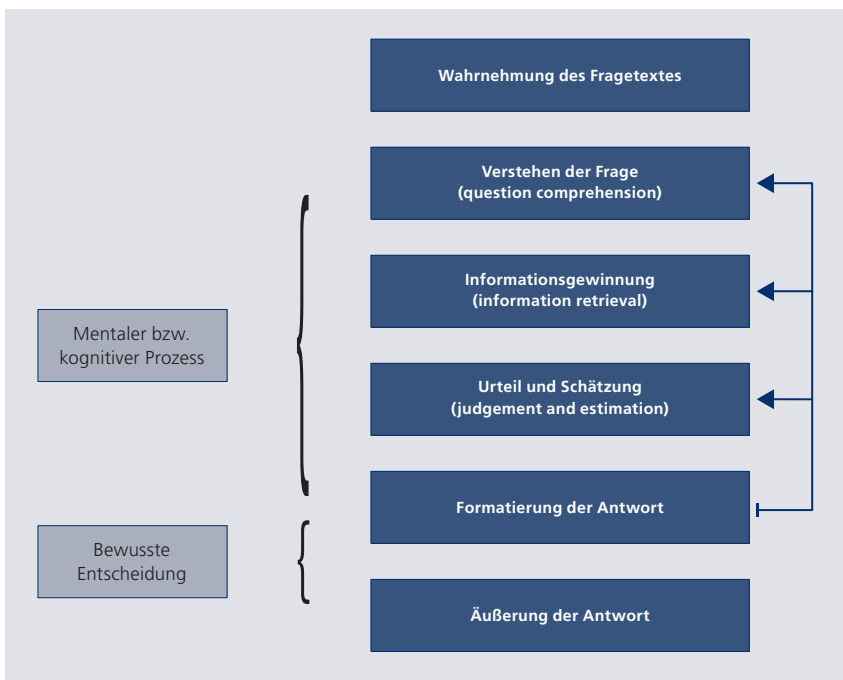 Wahrnehmung des Fragetextes
Verstehen der Frage
(question comprehension)
Informationsgewinnung
(information retrieval)
Mentaler bzw.
kognitiver Prozess
Urteil und Schätzung
(judgement and estimation)
Formatierung der Antwort
Bewusste
Entscheidung
Äußerung der Antwort